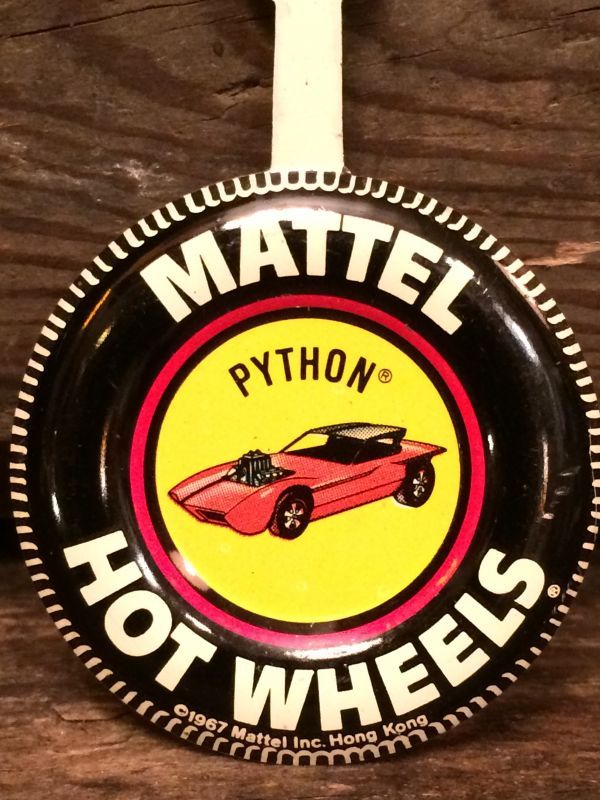 MATTEL
PYTHON®
HOT WHEELS®
©1967 Mattel Inc. Hong Kong